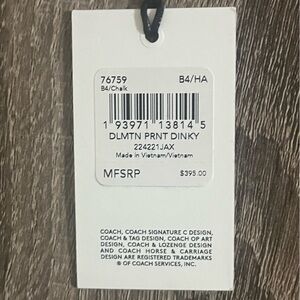 76759 B4/HA
B4/Chalk
1 93971 13814 5
DLMTN PRNT DINKY
224221JAX
Made in Vietnam/Vietnam
MFSRP $395.00
COACH, COACH SIGNATURE C DESIGN,
COACH & TAG DESIGN, COACH OP ART
DESIGN, COACH & LOZENGE DESIGN
AND COACH HORSE & CARRIAGE
DESIGN ARE REGISTERED TRADEMARKS
® OF COACH SERVICES, INC.